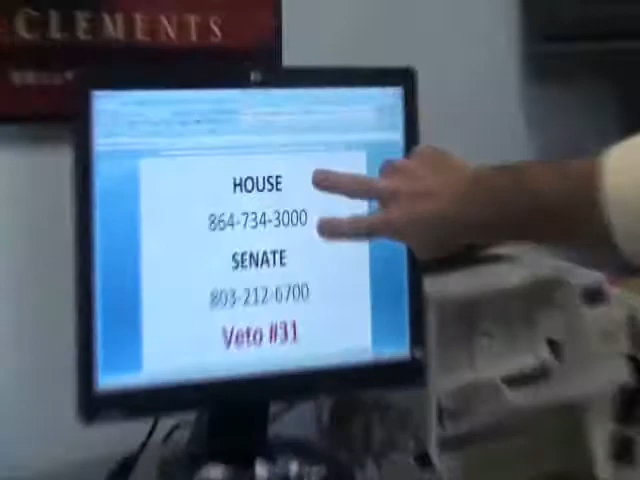 CLEMENTS
HOUSE
864-734-3000
SENATE
803-212-6700
Veto #31